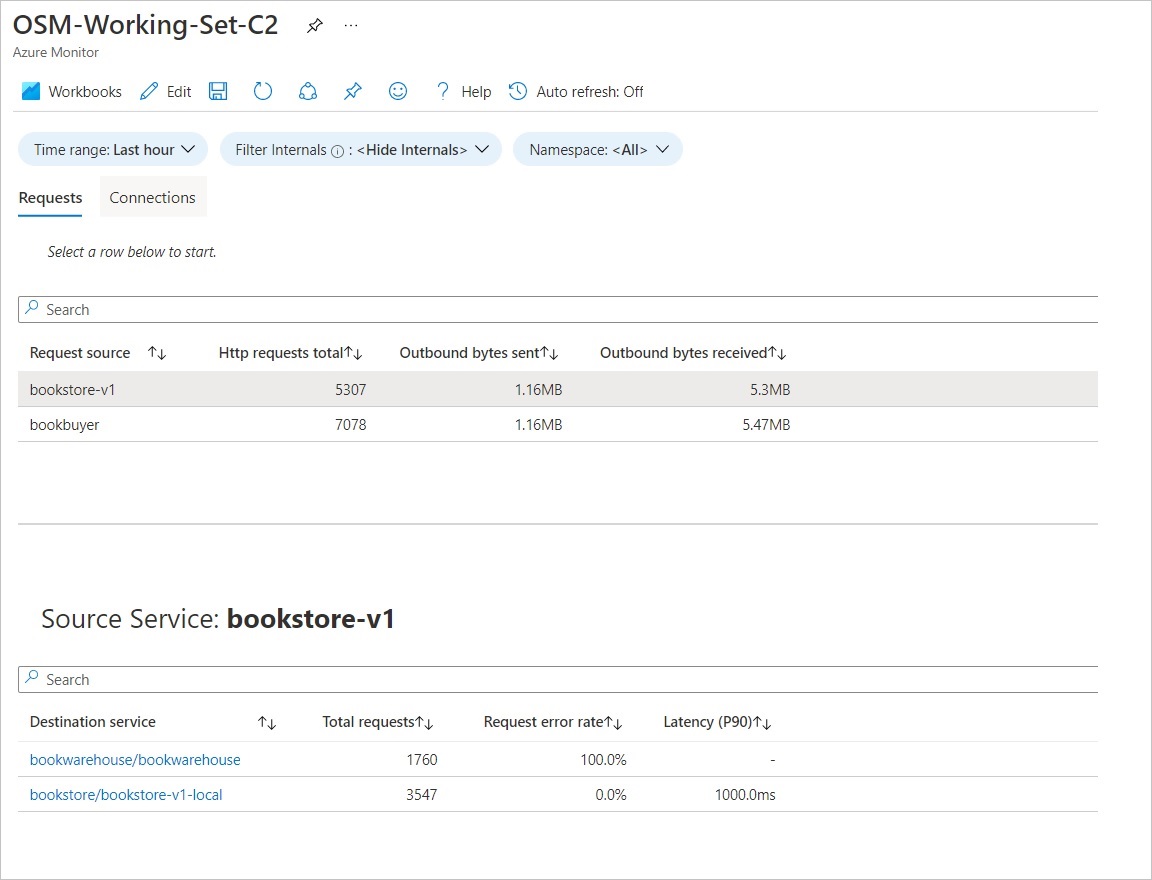 OSM-Working-Set-C2 ...
Azure Monitor
Workbooks Edit Help Auto refresh: Off
Time range: Last hour Filter Internals : <Hide Internals> Namespace: <All>
Requests Connections
Select a row below to start.
Search
Request source ↑↓ Http requests total↑↓ Outbound bytes sent↑↓ Outbound bytes received↑↓
bookstore-v1 5307 1.16MB 5.3MB
bookbuyer 7078 1.16MB 5.47MB
Source Service: bookstore-v1
Search
Destination service ↑↓ Total requests↑↓ Request error rate↑↓ Latency (P90)↑↓
bookwarehouse/bookwarehouse 1760 100.0% -
bookstore/bookstore-v1-local 3547 0.0% 1000.0ms